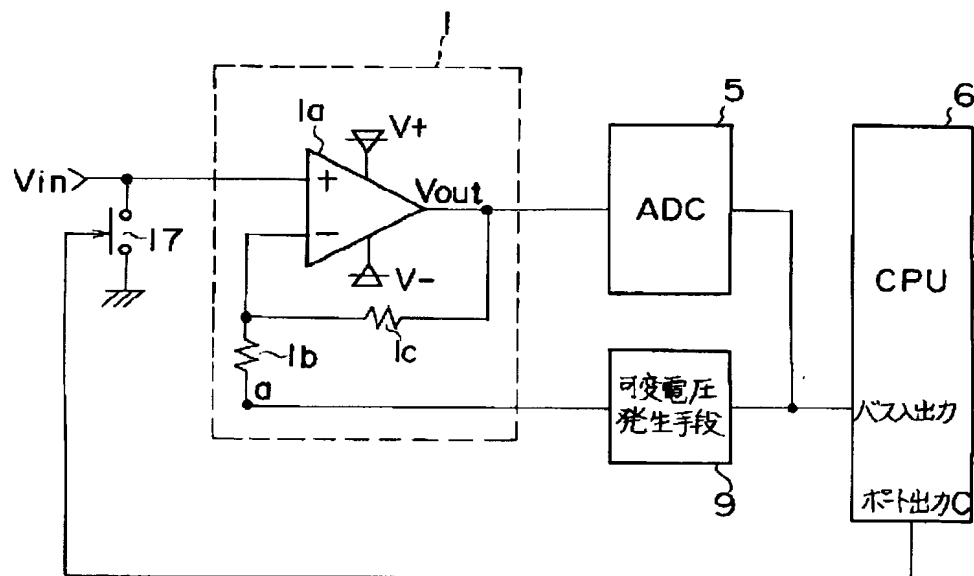 1
1a
V+
5
6
Vin
+
Vout
ADC
17
−
V−
CPU
1c
1b
a
可変電圧
発生手段
バス入出力
9
ポート出力C